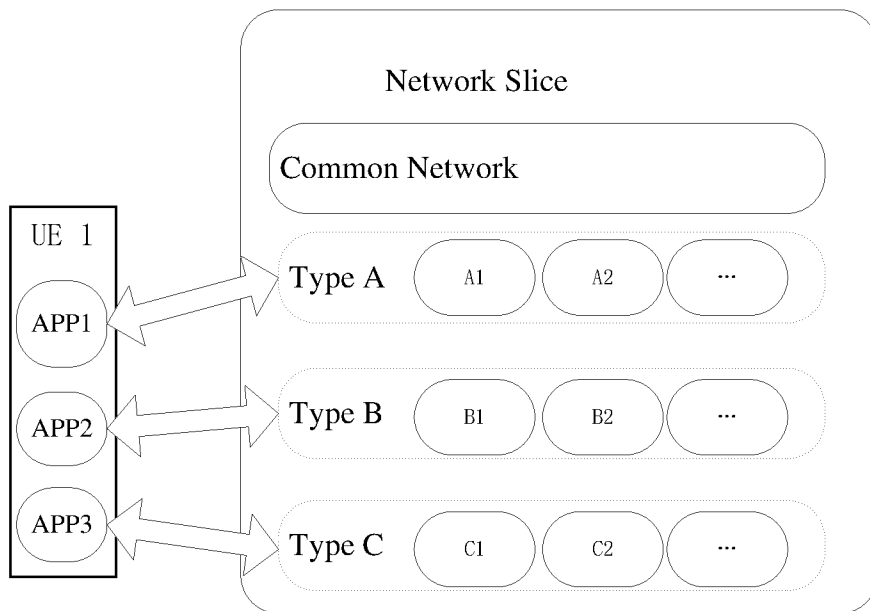 Network Slice
Common Network
UE 1
Type A A1 A2 ...
APP1
Type B B1 B2 ...
APP2
Type C C1 C2 ...
APP3